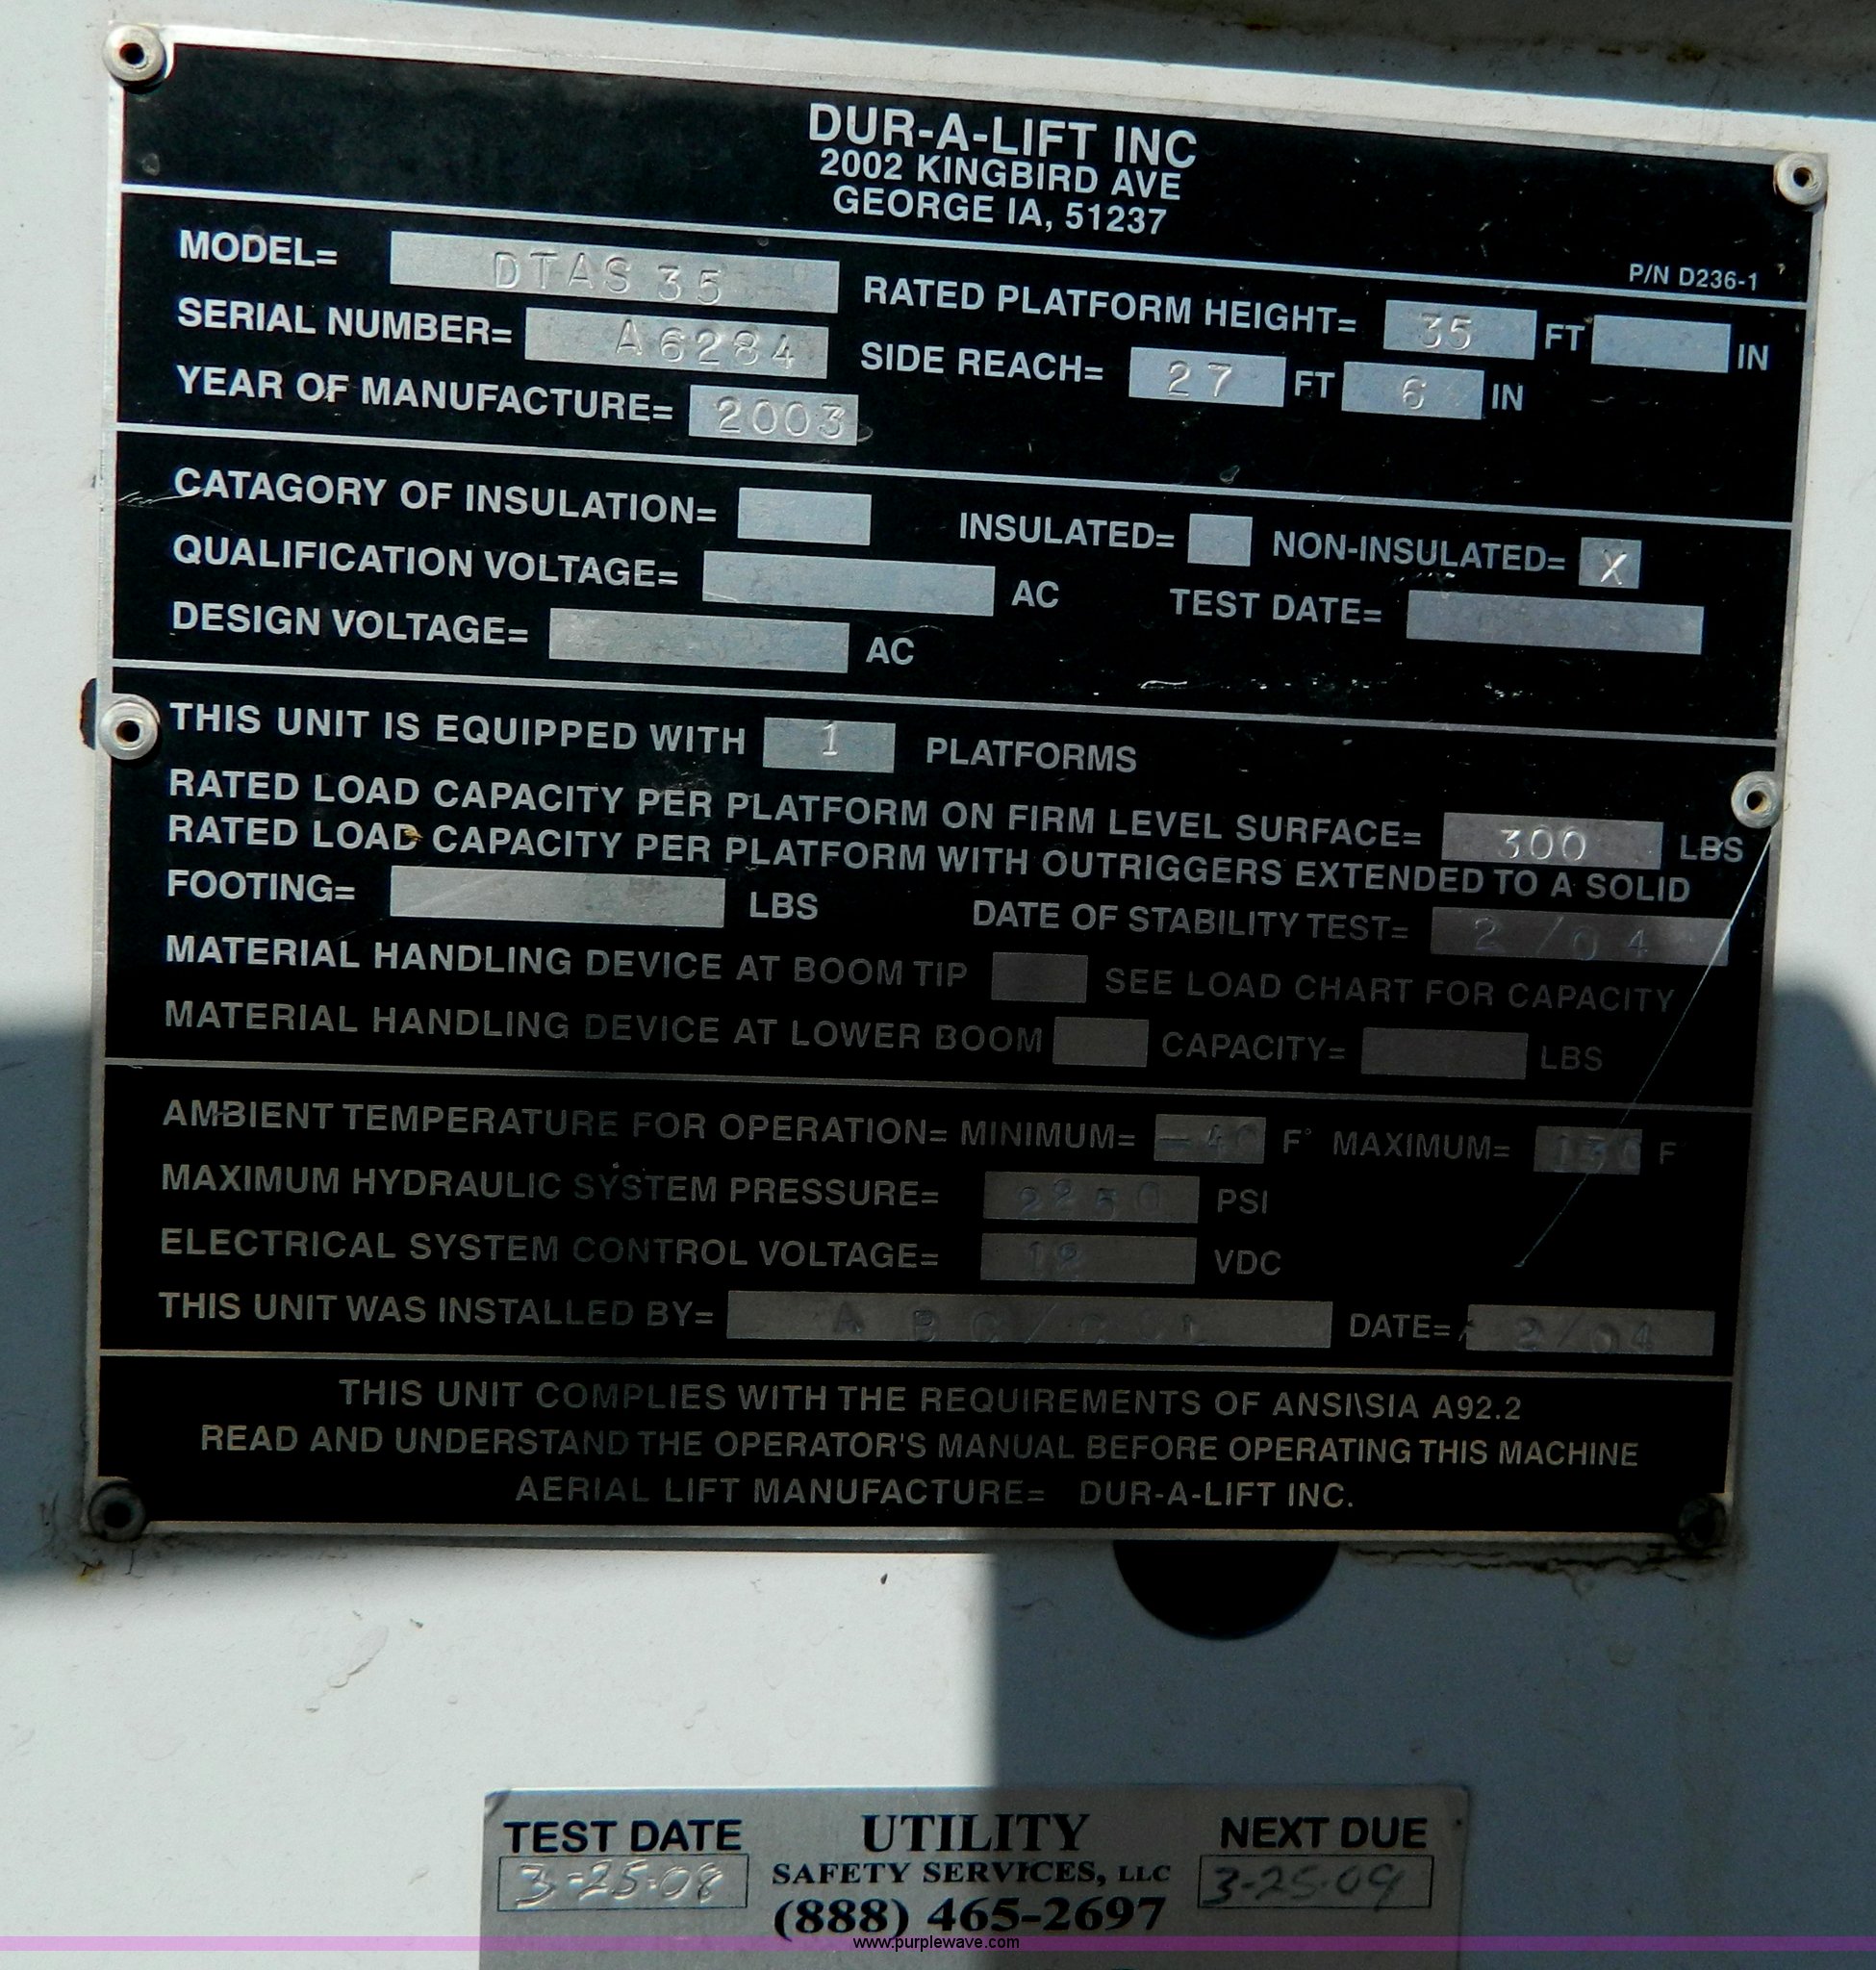 DUR-A-LIFT INC
2002 KINGBIRD AVE
GEORGE IA, 51237
P/N D236-1
MODEL= DTAS 35
RATED PLATFORM HEIGHT= 35 FT IN
SERIAL NUMBER= A6284
SIDE REACH= 27 FT 6 IN
YEAR OF MANUFACTURE= 2003
CATAGORY OF INSULATION= INSULATED= NON-INSULATED= X
QUALIFICATION VOLTAGE= AC TEST DATE=
DESIGN VOLTAGE= AC
THIS UNIT IS EQUIPPED WITH 1 PLATFORMS
RATED LOAD CAPACITY PER PLATFORM ON FIRM LEVEL SURFACE= 300 LBS
RATED LOAD CAPACITY PER PLATFORM WITH OUTRIGGERS EXTENDED TO A SOLID
FOOTING= LBS DATE OF STABILITY TEST= 2/04
MATERIAL HANDLING DEVICE AT BOOM TIP SEE LOAD CHART FOR CAPACITY
MATERIAL HANDLING DEVICE AT LOWER BOOM CAPACITY= LBS
AMBIENT TEMPERATURE FOR OPERATION= MINIMUM= -40 F° MAXIMUM= 130 F
MAXIMUM HYDRAULIC SYSTEM PRESSURE= 2250 PSI
ELECTRICAL SYSTEM CONTROL VOLTAGE= 12 VDC
THIS UNIT WAS INSTALLED BY= DATE= 2/04
THIS UNIT COMPLIES WITH THE REQUIREMENTS OF ANSI\SIA A92.2
READ AND UNDERSTAND THE OPERATOR'S MANUAL BEFORE OPERATING THIS MACHINE
AERIAL LIFT MANUFACTURE= DUR-A-LIFT INC.
TEST DATE UTILITY NEXT DUE
3-25-08 SAFETY SERVICES, LLC 3-25-09
(888) 465-2697
www.purplewave.com